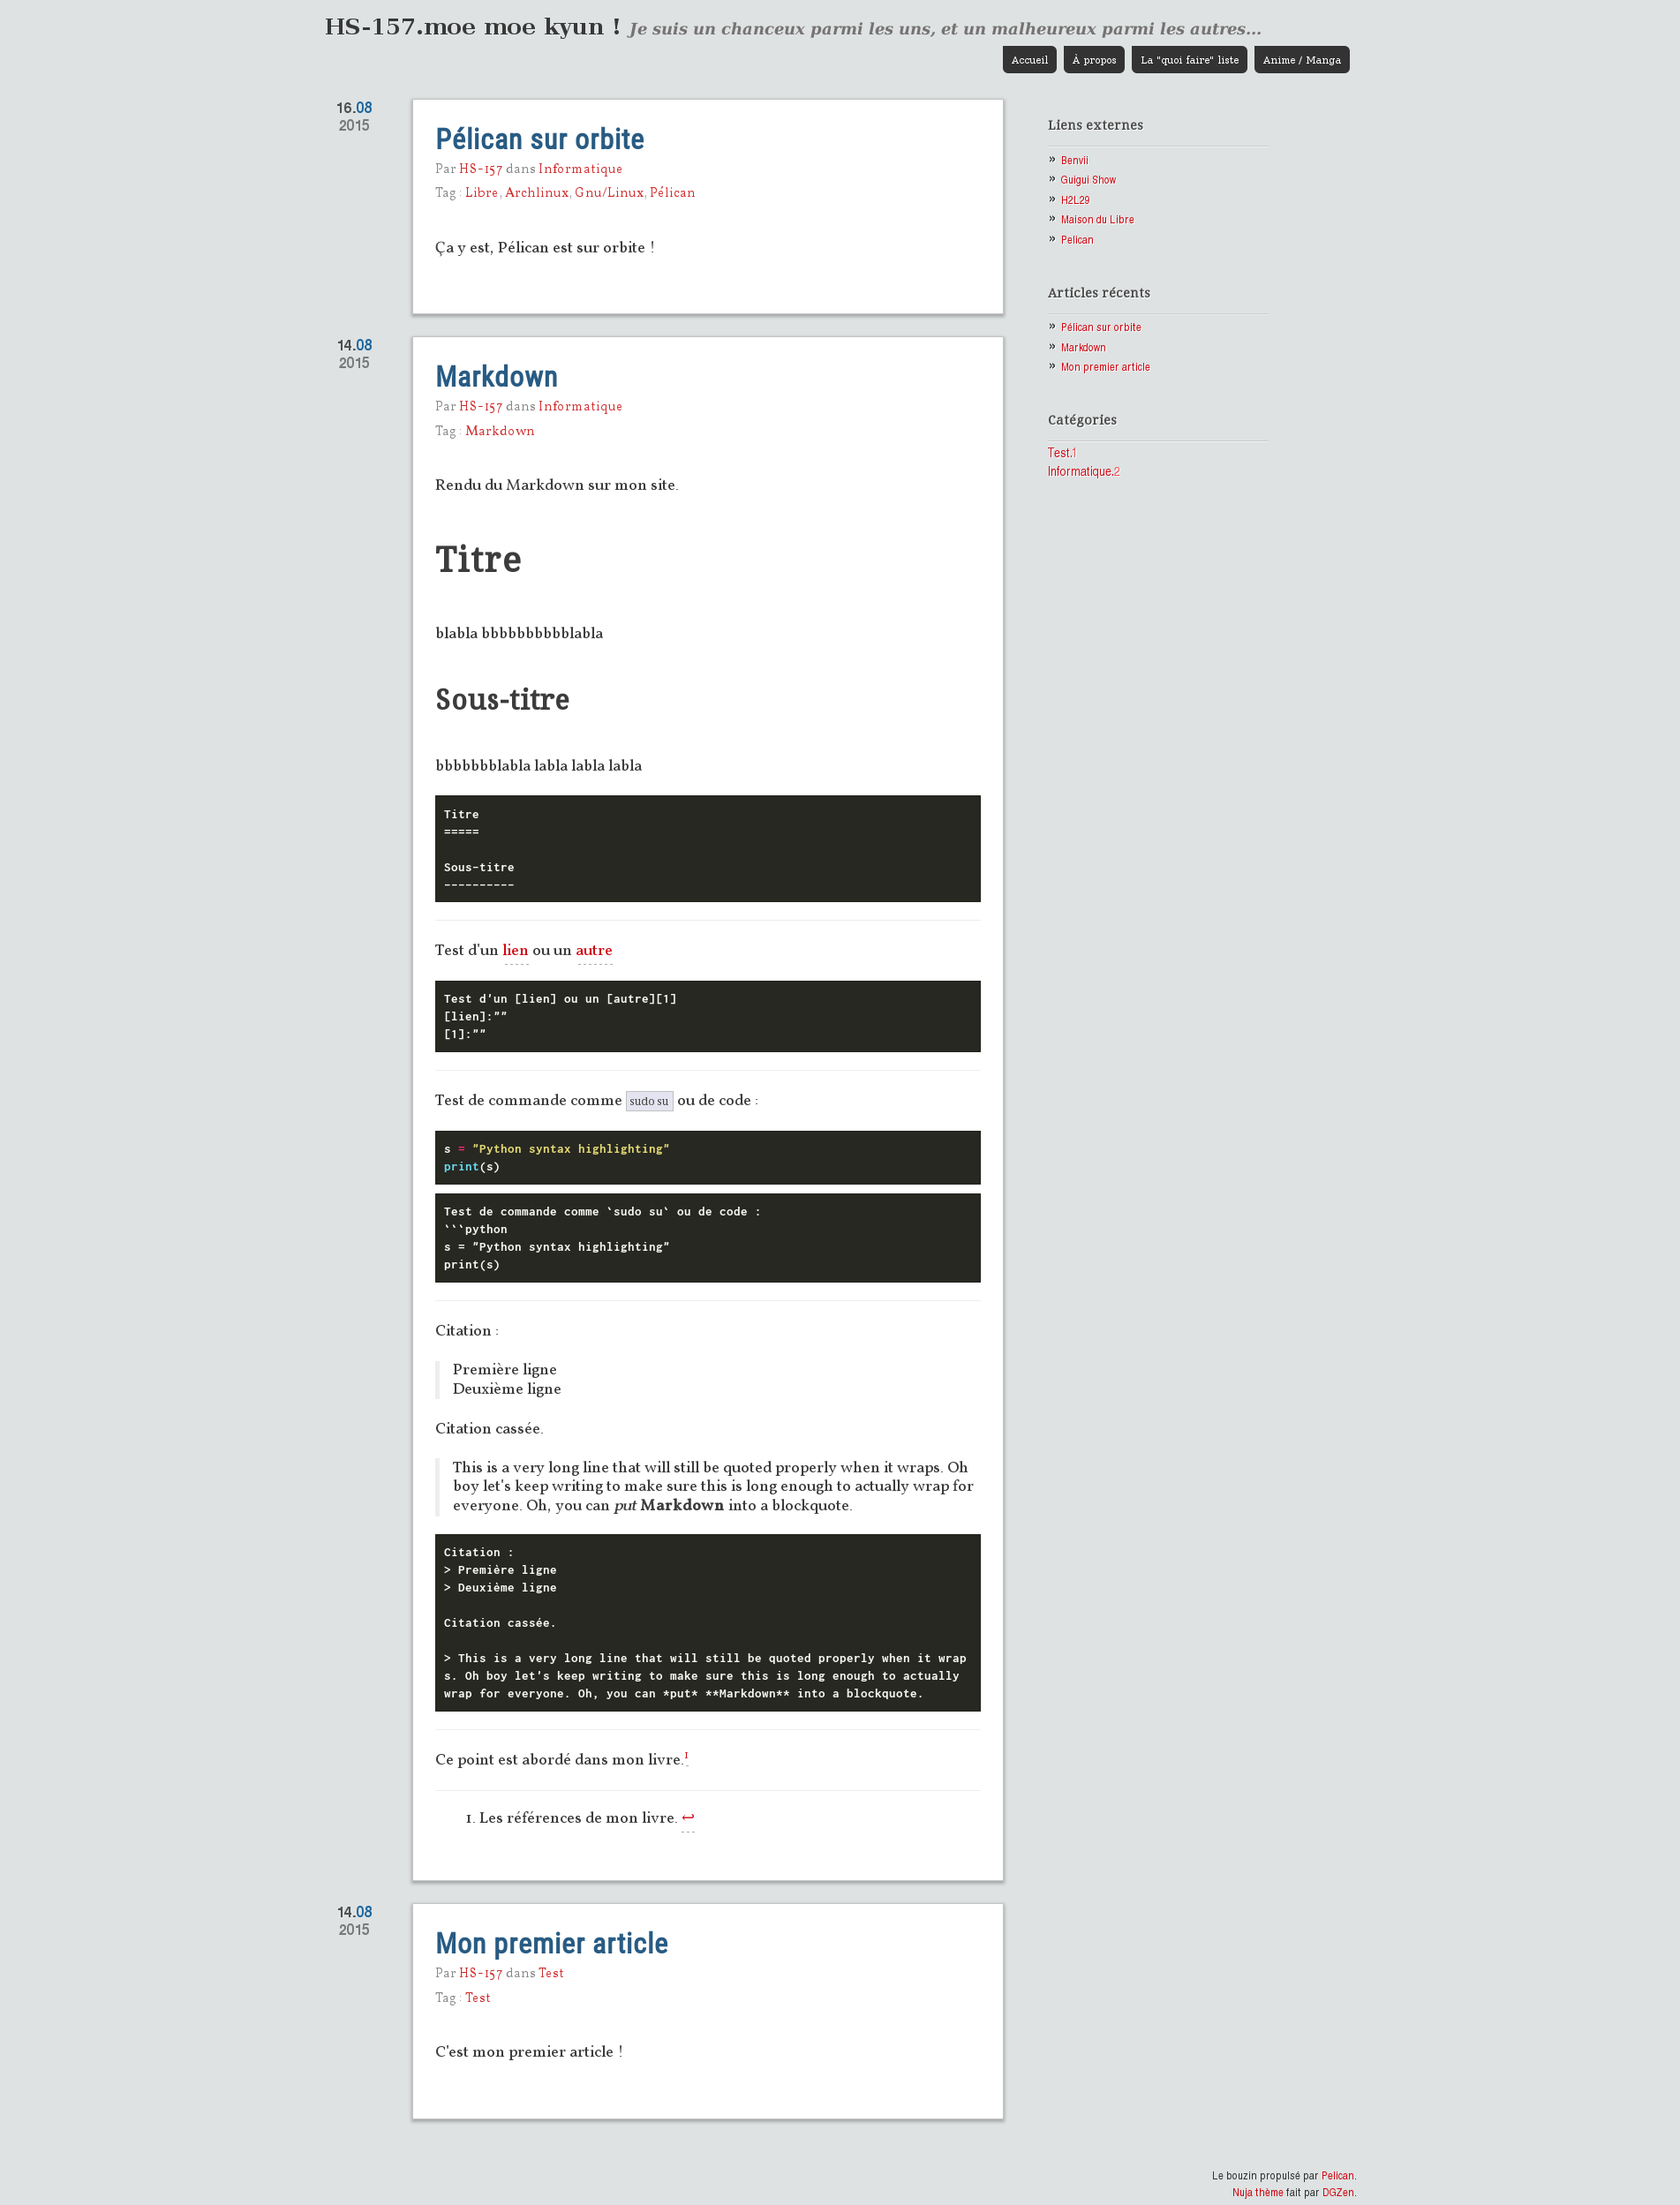 HS-157.moe moe kyun ! Je suis un chanceux parmi les uns, et un malheureux parmi les autres...
Accueil
À propos
La "quoi faire" liste
Anime / Manga
16.08
2015
Pélican sur orbite
Par HS-157 dans Informatique
Tag : Libre, Archlinux, Gnu/Linux, Pélican
Ça y est, Pélican est sur orbite !
14.08
2015
Markdown
Par HS-157 dans Informatique
Tag : Markdown
Rendu du Markdown sur mon site.
Titre
blabla bbbbbbbbbblabla
Sous-titre
bbbbbbblabla labla labla labla
Titre
=====
Sous-titre
----------
Test d'un lien ou un autre
Test d'un [lien] ou un [autre][1]
[lien]:""
[1]:""
Test de commande comme sudo su ou de code :
s = "Python syntax highlighting"
print(s)
Test de commande comme `sudo su` ou de code :
```python
s = "Python syntax highlighting"
print(s)
Citation :
Première ligne
Deuxième ligne
Citation cassée.
This is a very long line that will still be quoted properly when it wraps. Oh
boy let's keep writing to make sure this is long enough to actually wrap for
everyone. Oh, you can put Markdown into a blockquote.
Citation :
> Première ligne
> Deuxième ligne
Citation cassée.
> This is a very long line that will still be quoted properly when it wrap
s. Oh boy let's keep writing to make sure this is long enough to actually
wrap for everyone. Oh, you can *put* **Markdown** into a blockquote.
Ce point est abordé dans mon livre.1
1. Les références de mon livre. ↩
14.08
2015
Mon premier article
Par HS-157 dans Test
Tag : Test
C'est mon premier article !
Liens externes
» Benvii
» Guigui Show
» H2L29
» Maison du Libre
» Pelican
Articles récents
» Pélican sur orbite
» Markdown
» Mon premier article
Catégories
Test.1
Informatique.2
Le bouzin propulsé par Pelican.
Nuja thème fait par DGZen.